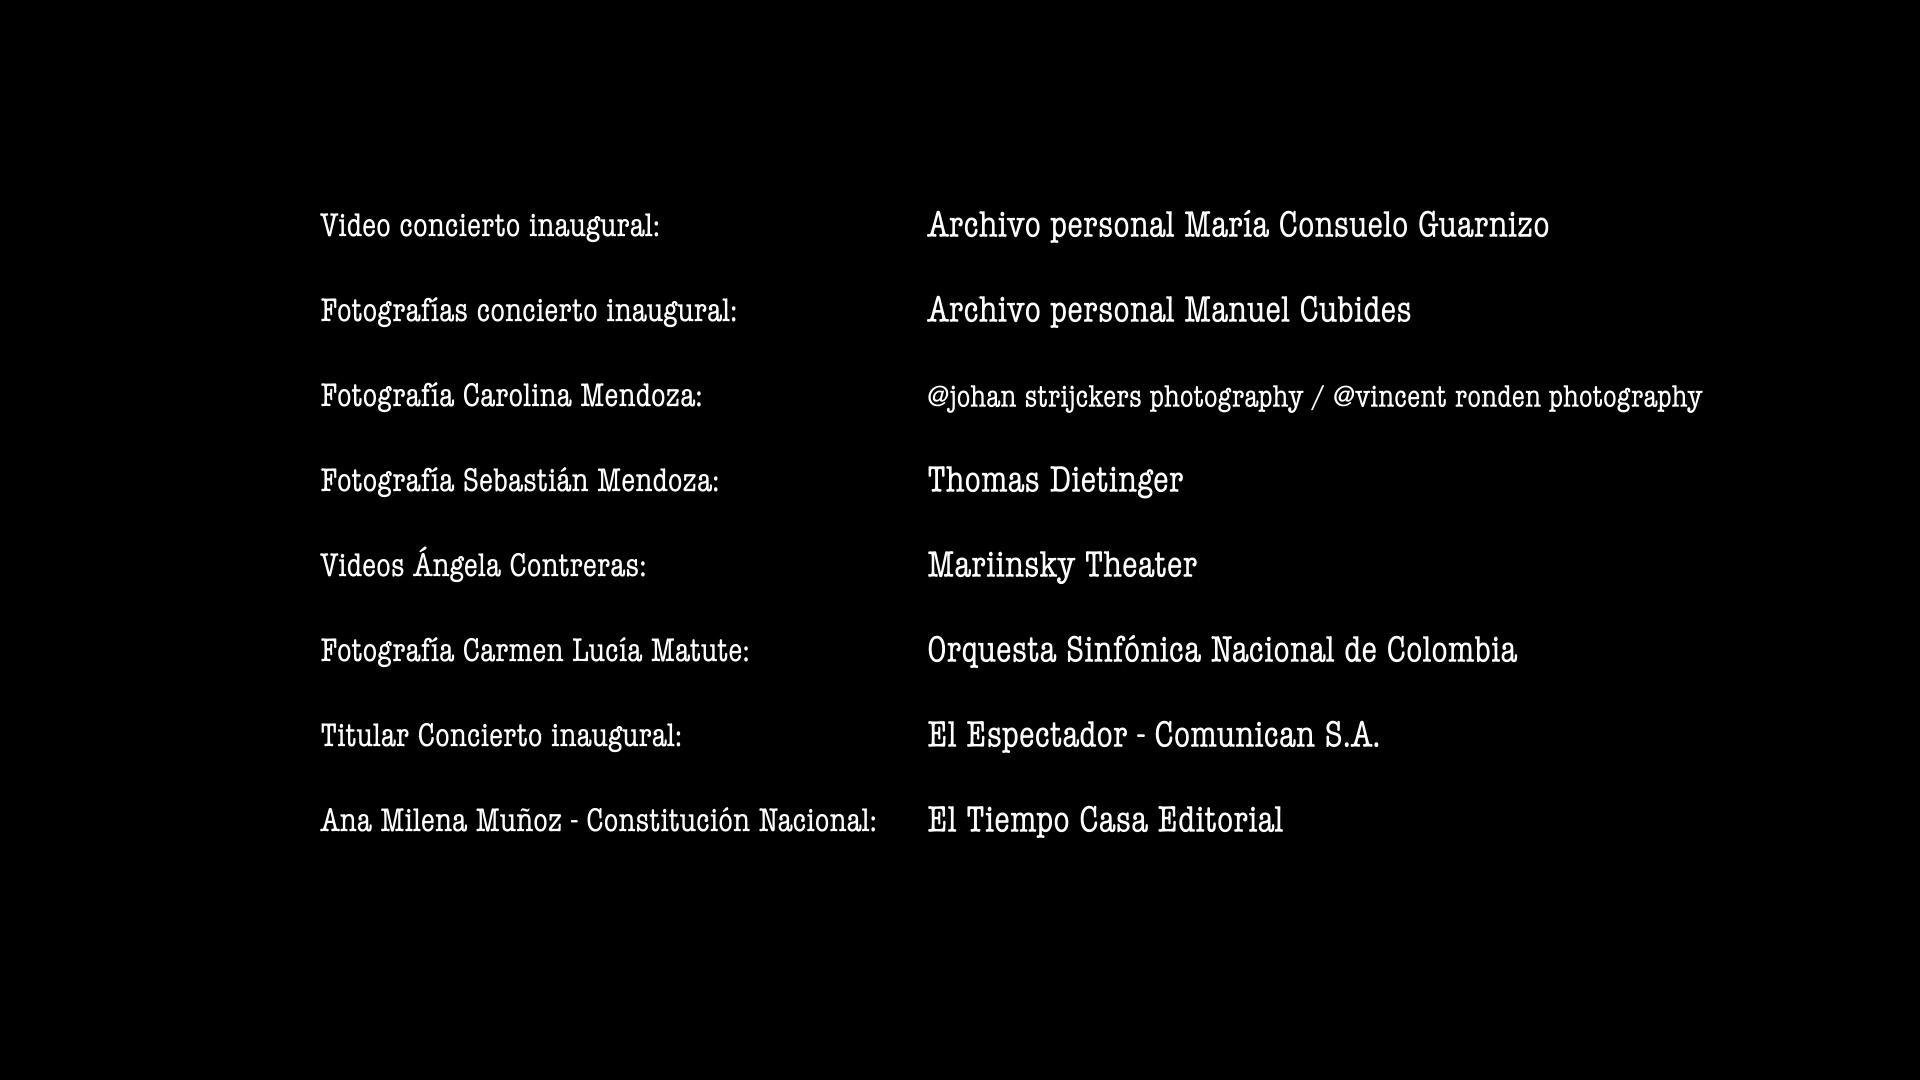 Video concierto inaugural: Archivo personal María Consuelo Guarnizo
Fotografías concierto inaugural: Archivo personal Manuel Cubides
Fotografía Carolina Mendoza: @johan strijckers photography / @vincent ronden photography
Fotografía Sebastián Mendoza: Thomas Dietinger
Videos Ángela Contreras: Mariinsky Theater
Fotografía Carmen Lucía Matute: Orquesta Sinfónica Nacional de Colombia
Titular Concierto inaugural: El Espectador - Comunican S.A.
Ana Milena Muñoz - Constitución Nacional: El Tiempo Casa Editorial